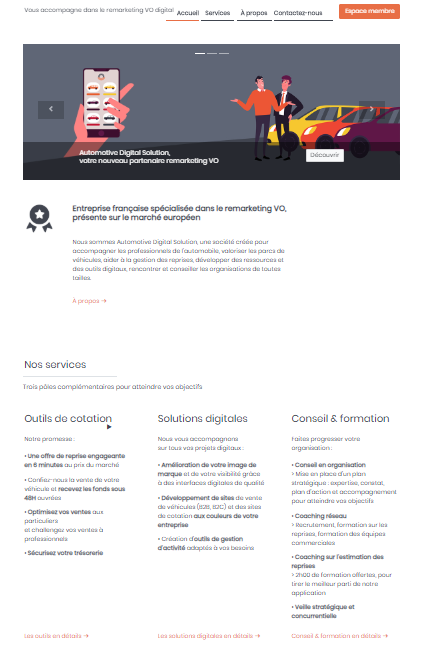 Vous accompagne dans le remarketing VO digital
Accueil Services À propos Contactez-nous Espace membre
Automotive Digital Solution,
votre nouveau partenaire remarketing VO
Découvrir
Entreprise française spécialisée dans le remarketing VO,
présente sur le marché européen
Nous sommes Automotive Digital Solution, une société créée pour
accompagner les professionnels de l'automobile, valoriser les parcs de
véhicules, aider à la gestion des reprises, développer des ressources et
des outils digitaux, rencontrer et conseiller les organisations de toutes
tailles.
À propos →
Nos services
Trois pôles complémentaires pour atteindre vos objectifs
Outils de cotation
Notre promesse :
• Une offre de reprise engageante
en 6 minutes au prix du marché
• Confiez-nous la vente de votre
véhicule et recevez les fonds sous
48H ouvrées
• Optimisez vos ventes aux
particuliers
et challengez vos ventes à
professionnels
• Sécurisez votre trésorerie
Les outils en détails →
Solutions digitales
Nous vous accompagnons
sur tous vos projets digitaux :
• Amélioration de votre image de
marque et de votre visibilité grâce
à des interfaces digitales de qualité
• Développement de sites de vente
de véhicules (B2B, B2C) et des sites
de cotation aux couleurs de votre
entreprise
• Création d'outils de gestion
d'activité adaptés à vos besoins
Les solutions digitales en détails →
Conseil & formation
Faites progresser votre
organisation :
• Conseil en organisation
> Mise en place d'un plan
stratégique : expertise, constat,
plan d'action et accompagnement
pour atteindre vos objectifs
• Coaching réseau
> Recrutement, formation sur les
reprises, formation des équipes
commerciales
• Coaching sur l'estimation des
reprises
> 2h00 de formation offertes, pour
tirer le meilleur parti de notre
application
• Veille stratégique et
concurrentielle
Conseil & formation en détails →